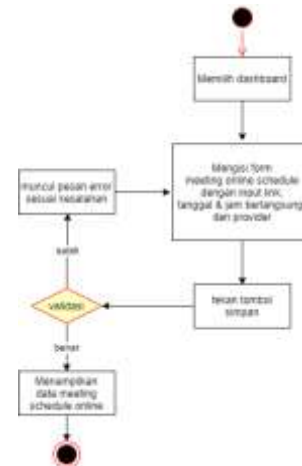 Memilih dashboard
Mengisi form
meeting online schedule
dengan input link,
tanggal & jam berlangsung
dan provider
muncul pesan error
sesuai kesalahan
salah
validasi
tekan tombol
simpan
benar
Menampilkan
data meeting
schedule online